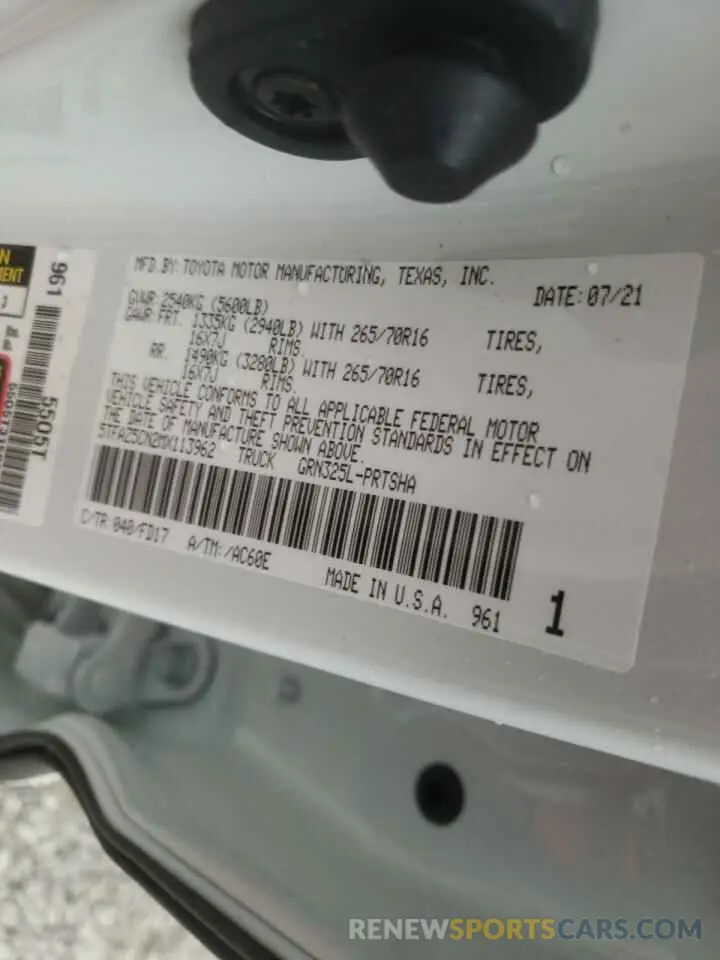 MFD.BY:TOYOTA MOTOR MANUFACTURING, TEXAS, INC.
DATE:07/21
GVWR:2540KG (5600LB)
GAWR:FRT. 1335KG (2940LB) WITH 265/70R16 TIRES,
16X7J RIMS.
RR. 1490KG (3280LB) WITH 265/70R16 TIRES,
16X7J RIMS.
THIS VEHICLE CONFORMS TO ALL APPLICABLE FEDERAL MOTOR
VEHICLE SAFETY AND THEFT PREVENTION STANDARDS IN EFFECT ON
THE DATE OF MANUFACTURE SHOWN ABOVE.
5TFAZ5CN2MX113962 TRUCK GRN325L-PRTSHA
C/TR:040/FD17 A/TM:/AC60E
MADE IN U.S.A. 961 1
961
5505T
RENEWSPORTSCARS.COM